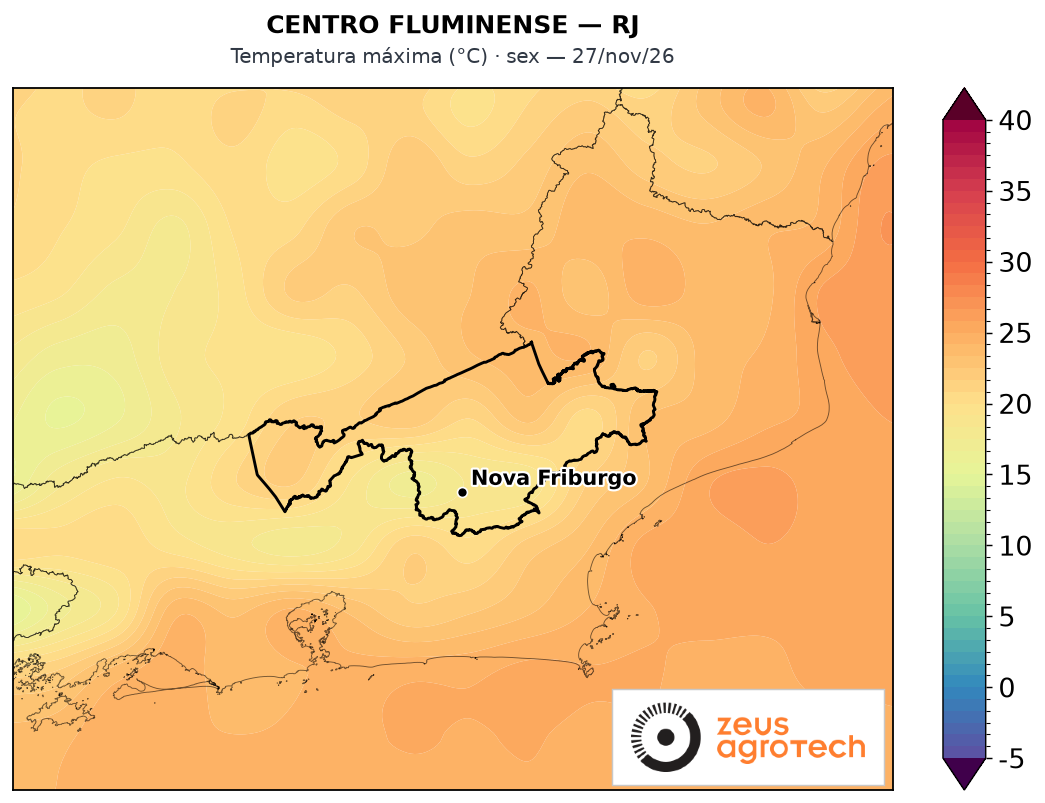 CENTRO FLUMINENSE — RJ
Temperatura máxima (°C) · sex — 27/nov/26
40
35
30
25
20
15
10
5
0
-5
Nova Friburgo
zeus
agrotech